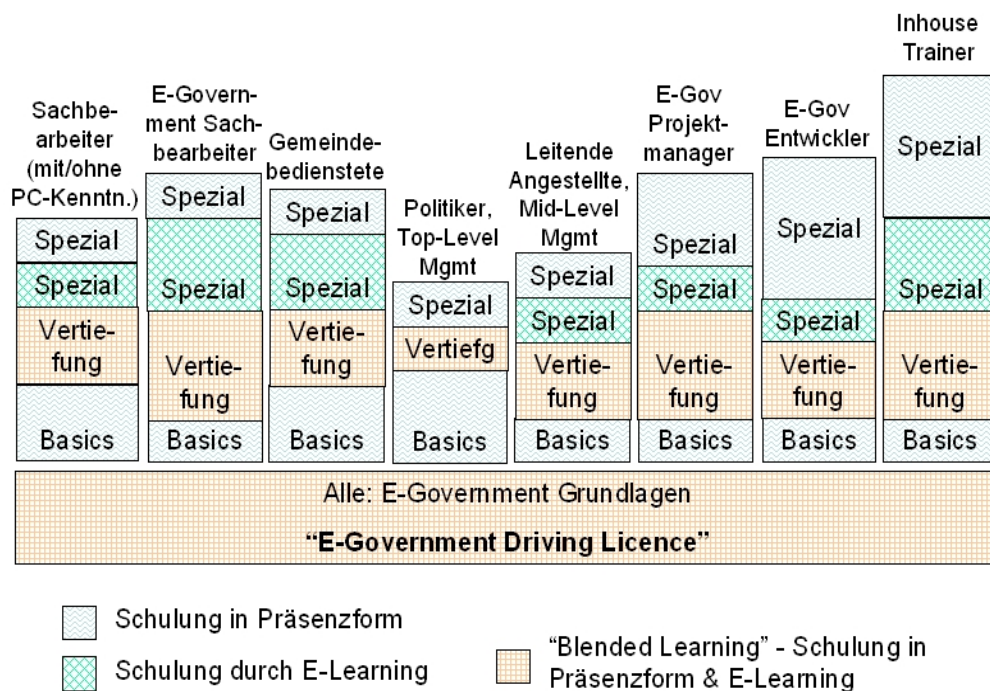 Sachbe-
arbeiter
(mit/ohne
PC-Kenntn.)
Spezial
Spezial
Vertie-
fung
Basics
E-Govern-
ment Sach-
bearbeiter
Spezial
Spezial
Vertie-
fung
Basics
Gemeinde-
bedienstete
Spezial
Spezial
Vertie-
fung
Basics
Politiker,
Top-Level
Mgmt
Spezial
Vertiefg
Basics
Leitende
Angestellte,
Mid-Level
Mgmt
Spezial
Spezial
Vertie-
fung
Basics
E-Gov
Projekt-
manager
Spezial
Spezial
Vertie-
fung
Basics
E-Gov
Entwickler
Spezial
Spezial
Vertie-
fung
Basics
Inhouse
Trainer
Spezial
Spezial
Vertie-
fung
Basics
Alle: E-Government Grundlagen
“E-Government Driving Licence”
Schulung in Präsenzform
Schulung durch E-Learning
“Blended Learning” - Schulung in
Präsenzform & E-Learning